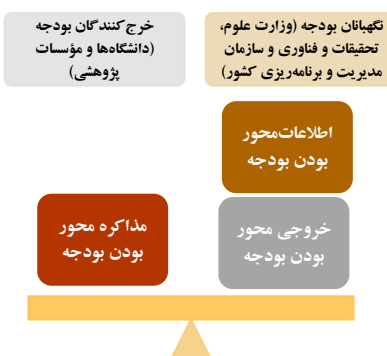 نگهبانان بودجه (وزارت علوم،
تحقیقات و فناوری و سازمان
مدیریت و برنامه‌ریزی کشور)
خرج‌کنندگان بودجه
(دانشگاه‌ها و مؤسسات
پژوهشی)
اطلاعات‌محور
بودن بودجه
خروجی محور
بودن بودجه
مذاکره محور
بودن بودجه